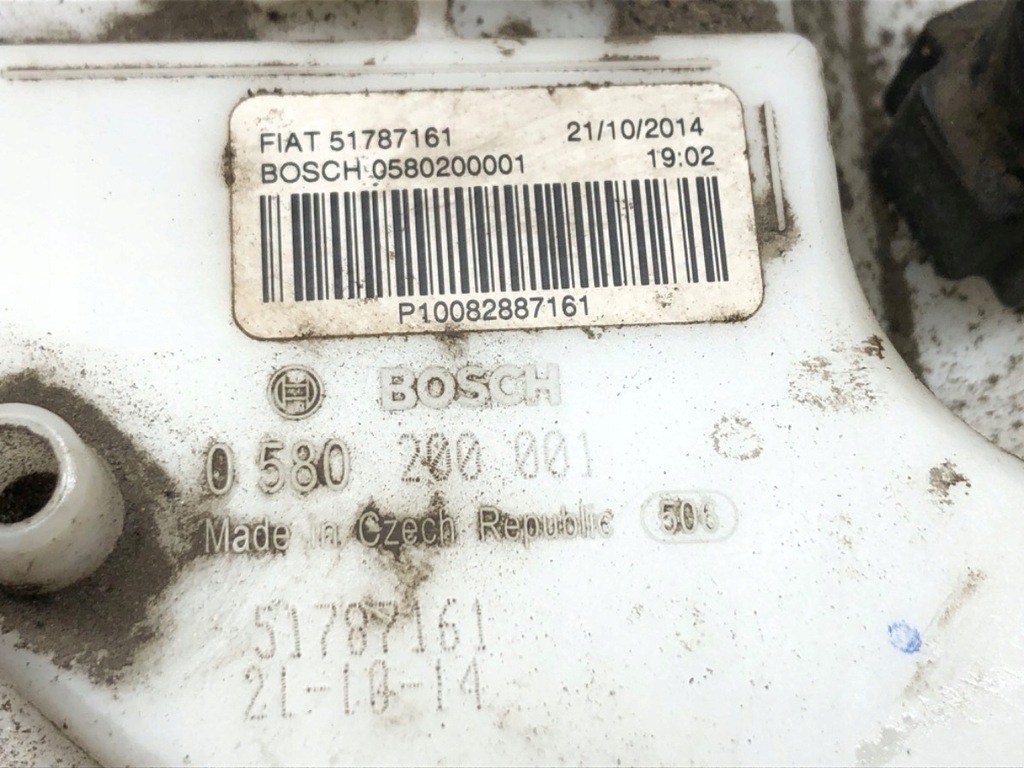 FIAT 51787161 21/10/2014
BOSCH 0580200001 19:02
P10082887161
BOSCH
0 580 200 001
Made in Czech Republic
51787161
21-10-14